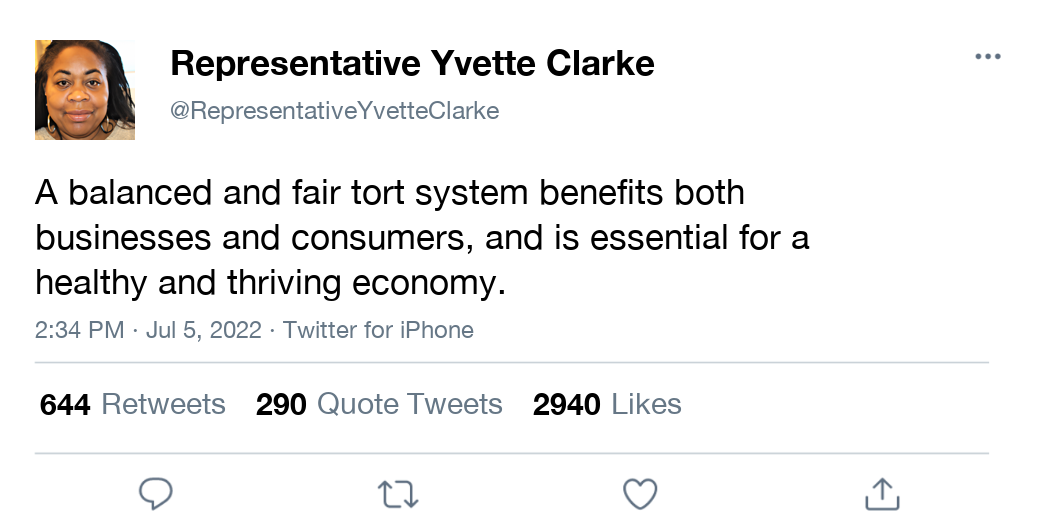 Representative Yvette Clarke
@RepresentativeYvetteClarke
A balanced and fair tort system benefits both
businesses and consumers, and is essential for a
healthy and thriving economy.
2:34 PM · Jul 5, 2022 · Twitter for iPhone
644 Retweets 290 Quote Tweets 2940 Likes